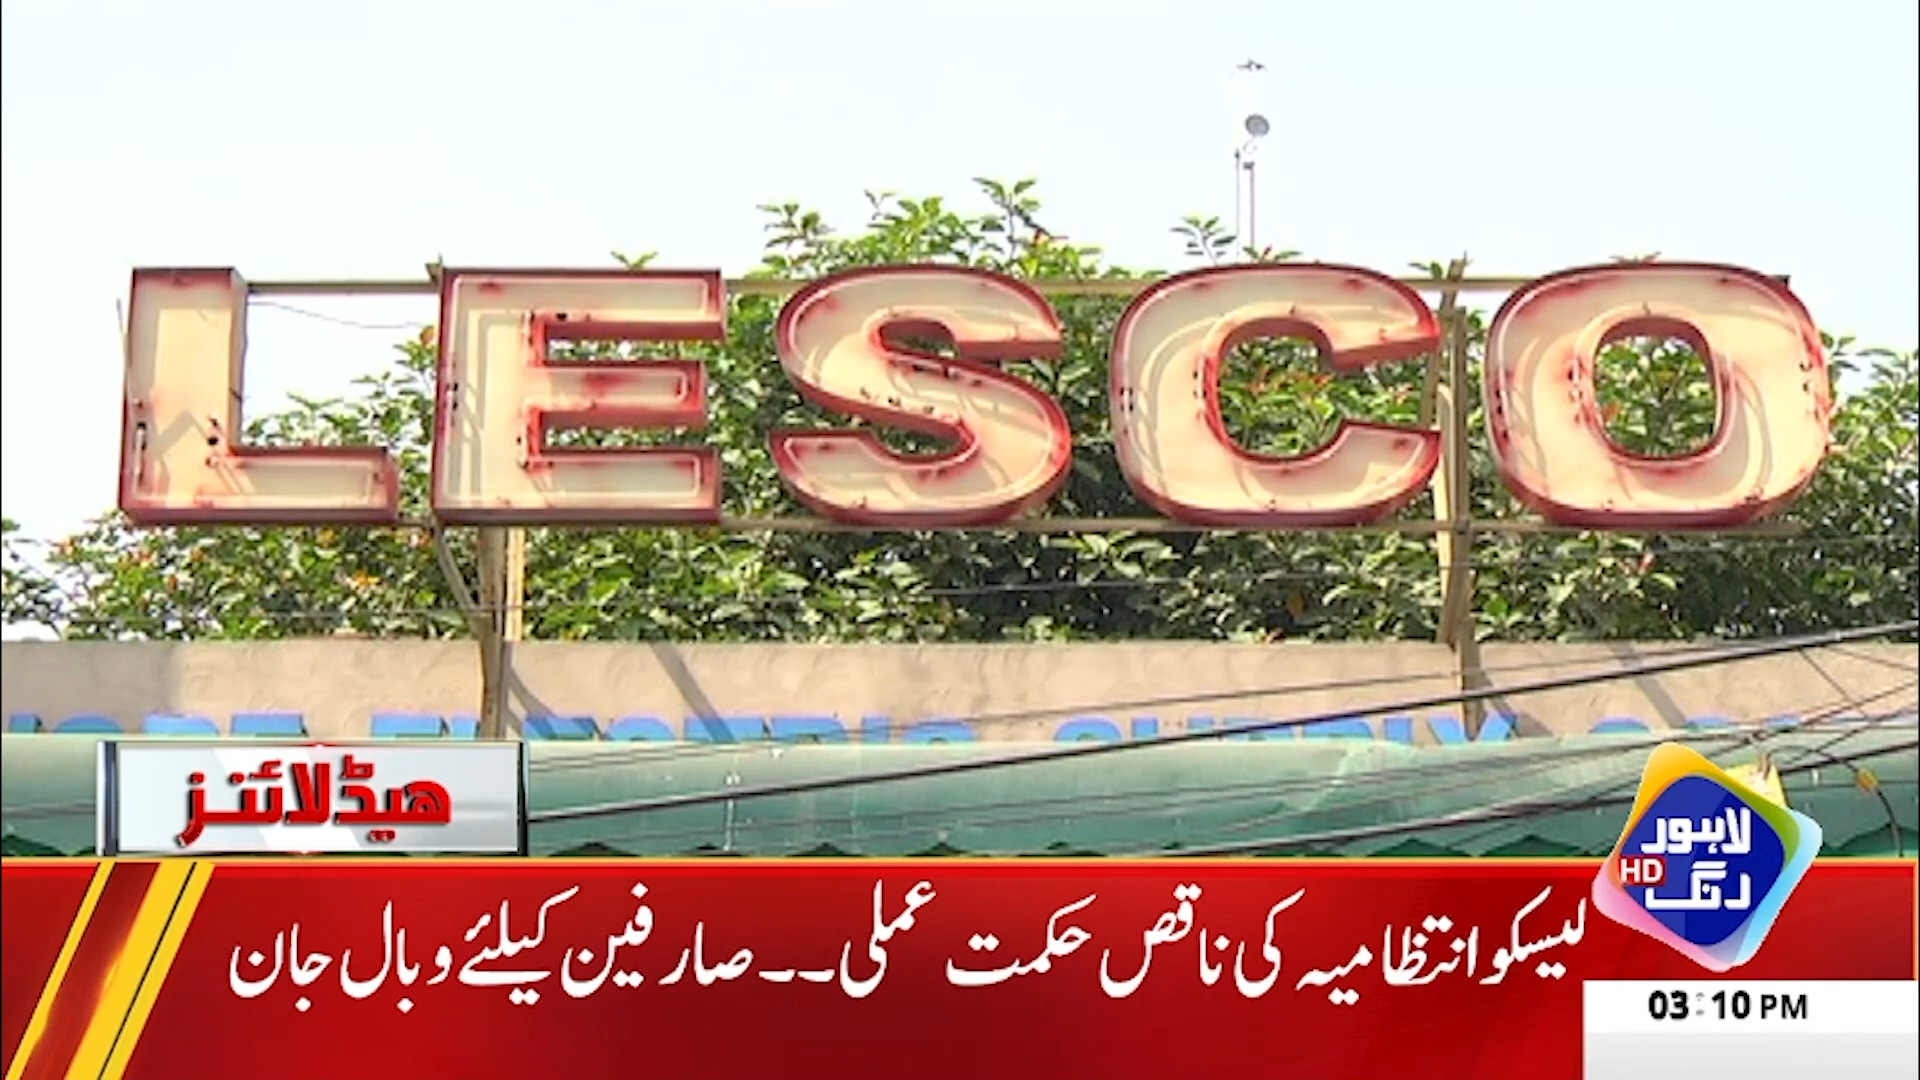 LESCO
ہیڈلائنز
لاہور
رنگ
HD
لیسکو انتظامیہ کی ناقص حکمت عملی۔۔صارفین کیلئے وبال جان
03:10 PM